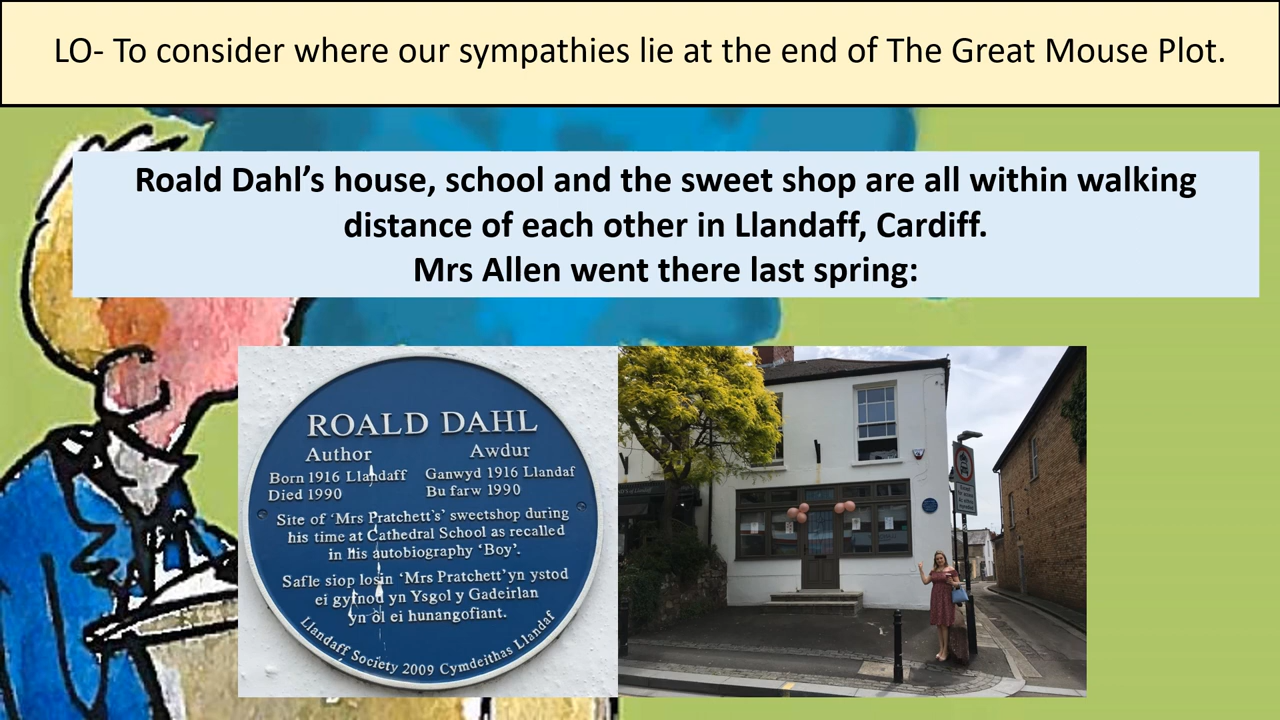 LO- To consider where our sympathies lie at the end of The Great Mouse Plot.
Roald Dahl’s house, school and the sweet shop are all within walking
distance of each other in Llandaff, Cardiff.
Mrs Allen went there last spring:
ROALD DAHL
Author Awdur
Born 1916 Llandaff Ganwyd 1916 Llandaf
Died 1990 Bu farw 1990
Site of ‘Mrs Pratchett’s’ sweetshop during
his time at Cathedral School as recalled
in his autobiography ‘Boy’.
Safle siop losin ‘Mrs Pratchett’yn ystod
ei gyfnod yn Ysgol y Gadeirlan
yn ôl ei hunangofiant.
Llandaff Society 2009 Cymdeithas Llandaf